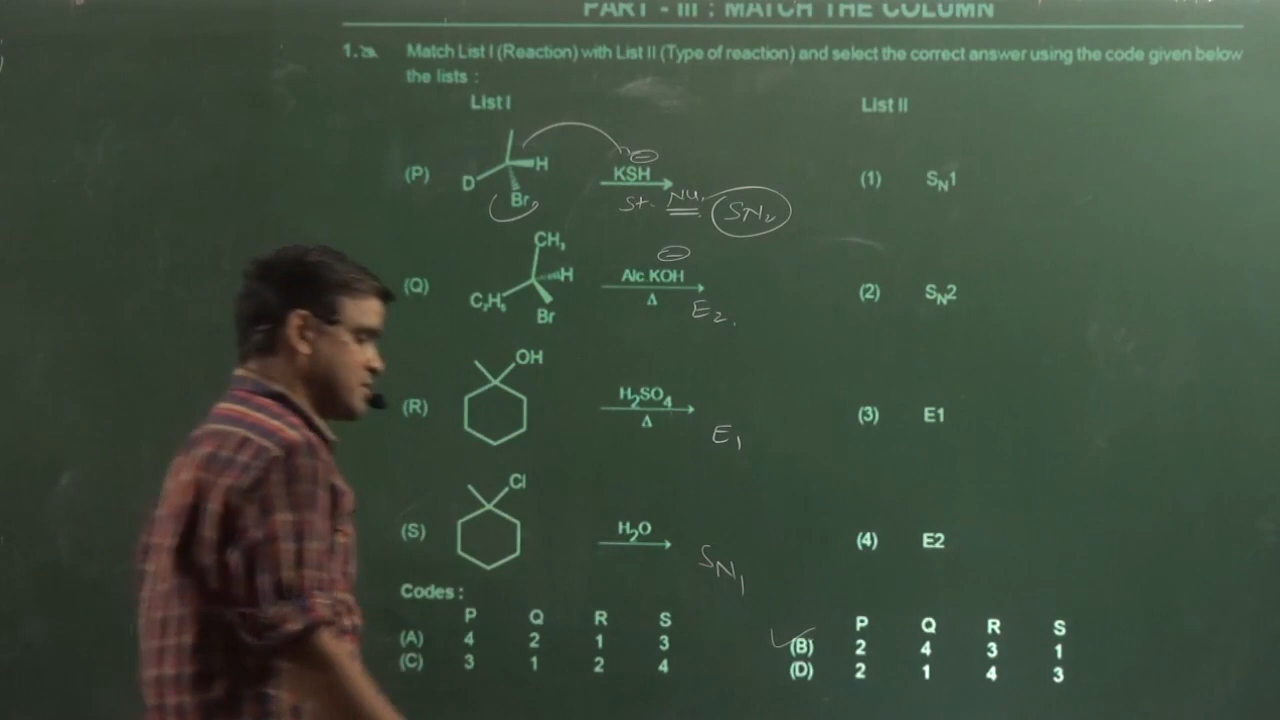 PART - III : MATCH THE COLUMN
1. Match List I (Reaction) with List II (Type of reaction) and select the correct answer using the code given below
the lists :
List I List II
(P) H D Br KSH ⊖ St. Nu. SN2 (1) SN1
(Q) CH3 H C2H5 Br Alc.KOH ⊖ Δ E2. (2) SN2
(R) OH H2SO4 Δ E1 (3) E1
(S) Cl H2O SN1 (4) E2
Codes :
P Q R S P Q R S
(A) 4 2 1 3 (B) 2 4 3 1
(C) 3 1 2 4 (D) 2 1 4 3